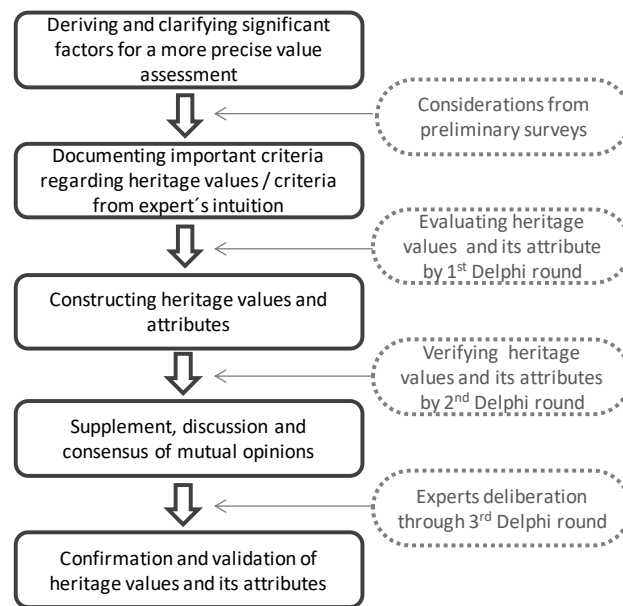 Deriving and clarifying significant
factors for a more precise value
assessment
Considerations from
preliminary surveys
Documenting important criteria
regarding heritage values / criteria
from expert´s intuition
Evaluating heritage
values and its attribute
by 1st Delphi round
Constructing heritage values and
attributes
Verifying heritage
values and its attributes
by 2nd Delphi round
Supplement, discussion and
consensus of mutual opinions
Experts deliberation
through 3rd Delphi round
Confirmation and validation of
heritage values and its attributes